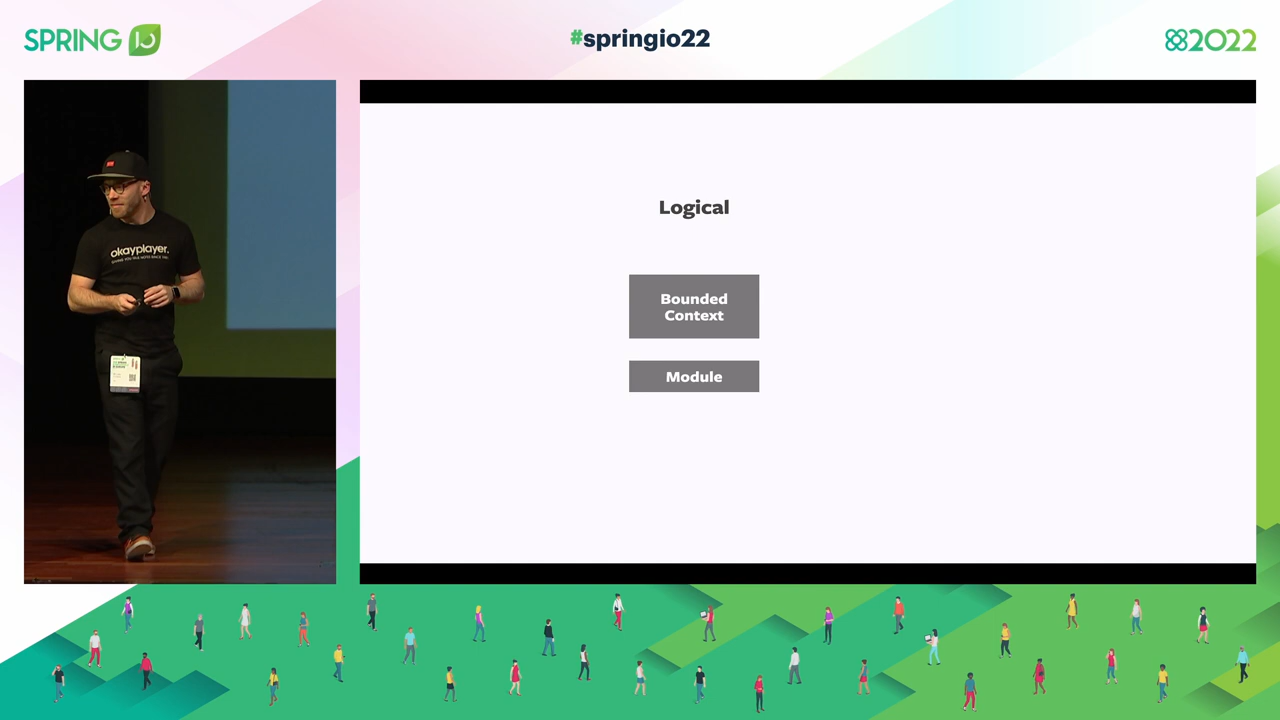 SPRING IO
#springio22
2022
okayplayer.
Logical
Bounded
Context
Module